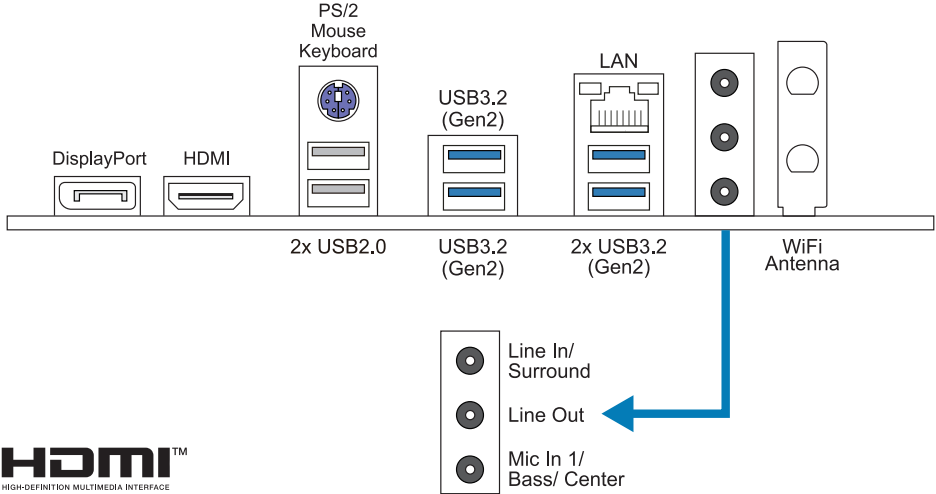 PS/2
Mouse
Keyboard
DisplayPort
HDMI
USB3.2
(Gen2)
LAN
2x USB2.0
USB3.2
(Gen2)
2x USB3.2
(Gen2)
WiFi
Antenna
Line In/
Surround
Line Out
Mic In 1/
Bass/ Center
HDMI™
HIGH-DEFINITION MULTIMEDIA INTERFACE